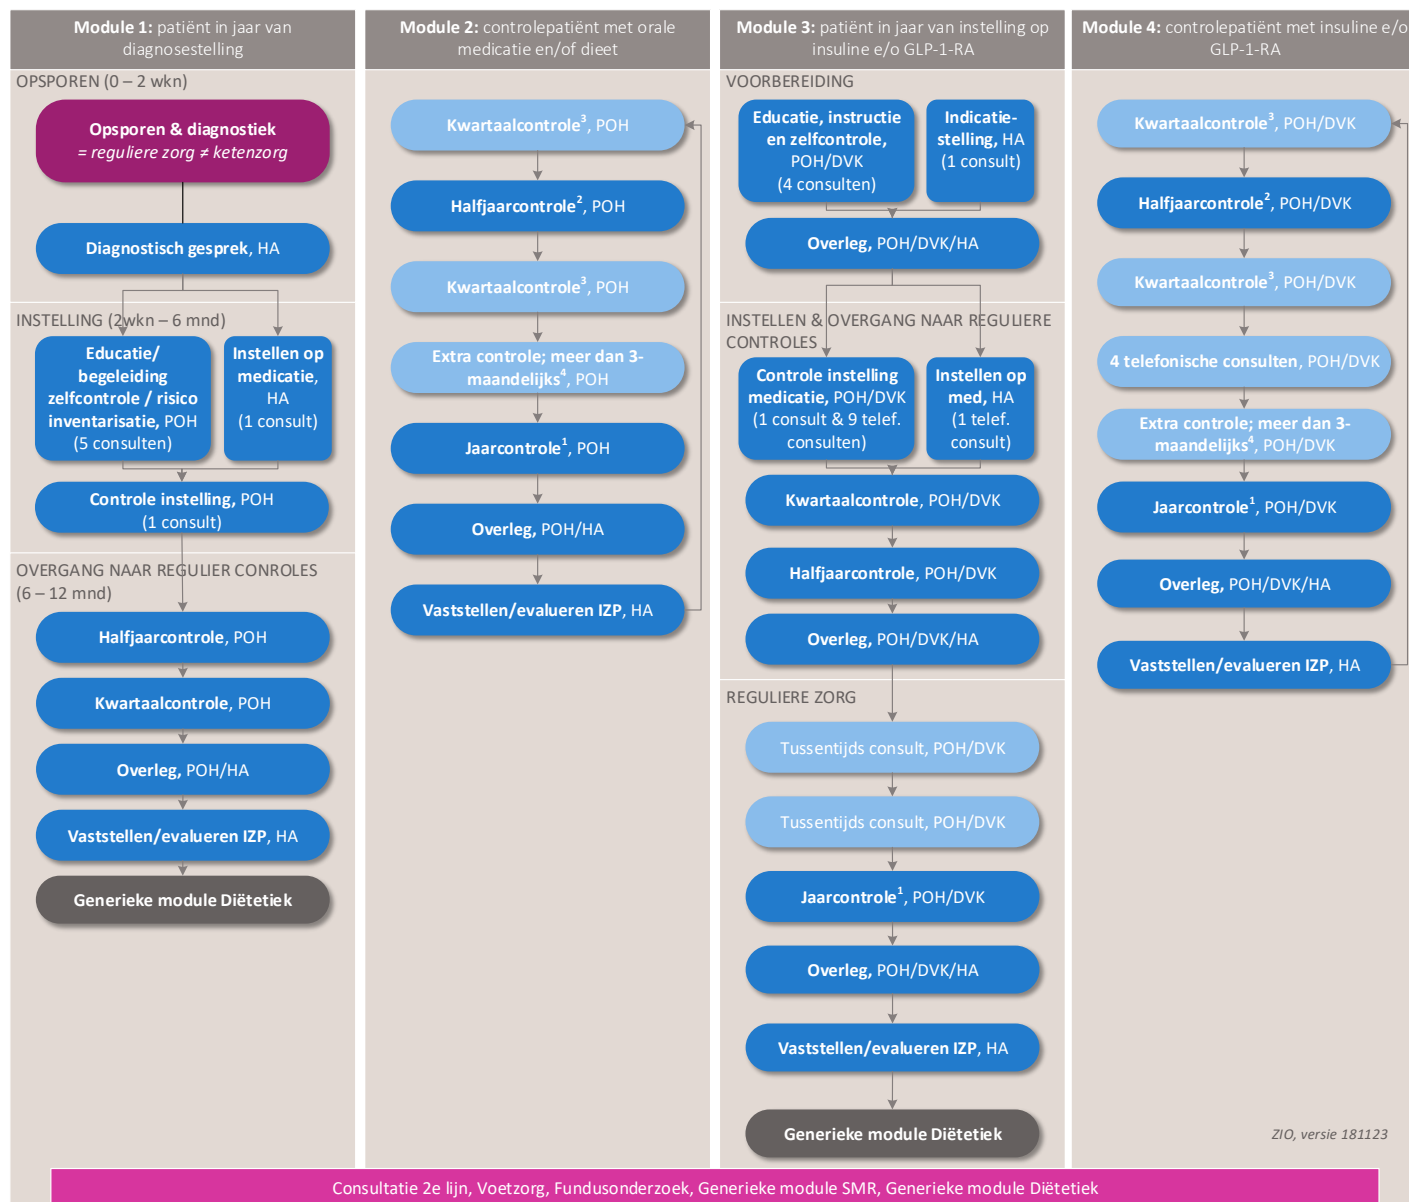 Module 1: patiënt in jaar van
diagnosestelling
OPSPOREN (0 – 2 wkn)
Opsporen & diagnostiek
= reguliere zorg ≠ ketenzorg
Diagnostisch gesprek, HA
INSTELLING (2wkn – 6 mnd)
Educatie/
begeleiding
zelfcontrole / risico
inventarisatie, POH
(5 consulten)
Instellen op
medicatie,
HA
(1 consult)
Controle instelling, POH
(1 consult)
OVERGANG NAAR REGULIER CONROLES
(6 – 12 mnd)
Halfjaarcontrole, POH
Kwartaalcontrole, POH
Overleg, POH/HA
Vaststellen/evalueren IZP, HA
Generieke module Diëtetiek
Module 2: controlepatiënt met orale
medicatie en/of dieet
Kwartaalcontrole³, POH
Halfjaarcontrole², POH
Kwartaalcontrole³, POH
Extra controle; meer dan 3-
maandelijks⁴, POH
Jaarcontrole¹, POH
Overleg, POH/HA
Vaststellen/evalueren IZP, HA
Module 3: patiënt in jaar van instelling op
insuline e/o GLP-1-RA
VOORBEREIDING
Educatie, instructie
en zelfcontrole,
POH/DVK
(4 consulten)
Indicatie-
stelling, HA
(1 consult)
Overleg, POH/DVK/HA
INSTELLEN & OVERGANG NAAR REGULIERE
CONTROLES
Controle instelling
medicatie, POH/DVK
(1 consult & 9 telef.
consulten)
Instellen op
med, HA
(1 telef.
consult)
Kwartaalcontrole, POH/DVK
Halfjaarcontrole, POH/DVK
Overleg, POH/DVK/HA
REGULIERE ZORG
Tussentijds consult, POH/DVK
Tussentijds consult, POH/DVK
Jaarcontrole¹, POH/DVK
Overleg, POH/DVK/HA
Vaststellen/evalueren IZP, HA
Generieke module Diëtetiek
Module 4: controlepatiënt met insuline e/o
GLP-1-RA
Kwartaalcontrole³, POH/DVK
Halfjaarcontrole², POH/DVK
Kwartaalcontrole³, POH/DVK
4 telefonische consulten, POH/DVK
Extra controle; meer dan 3-
maandelijks⁴, POH/DVK
Jaarcontrole¹, POH/DVK
Overleg, POH/DVK/HA
Vaststellen/evalueren IZP, HA
ZIO, versie 181123
Consultatie 2e lijn, Voetzorg, Fundusonderzoek, Generieke module SMR, Generieke module Diëtetiek